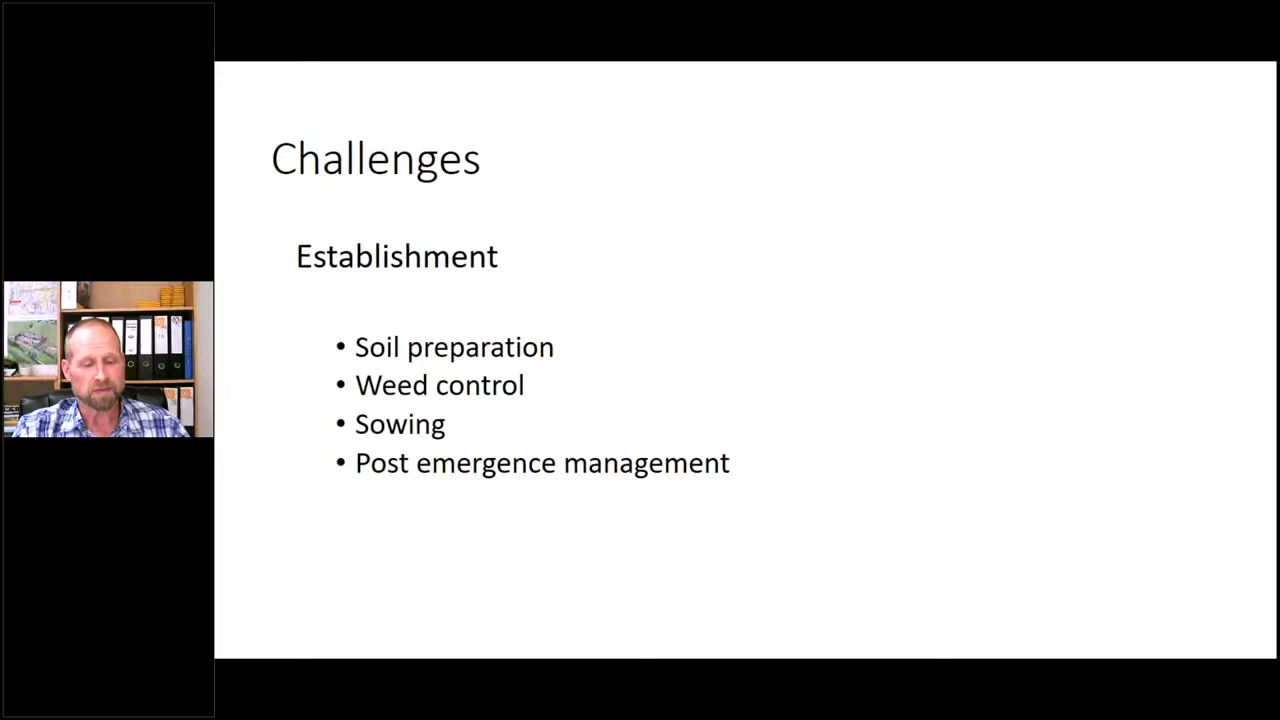 Challenges
Establishment
• Soil preparation
• Weed control
• Sowing
• Post emergence management